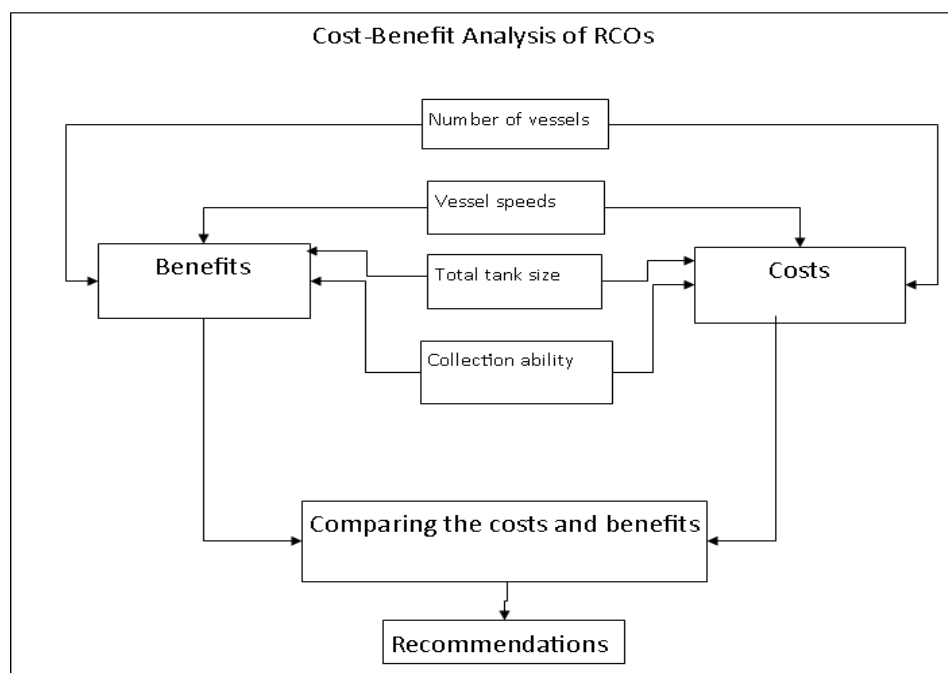 Cost-Benefit Analysis of RCOs
Number of vessels
Vessel speeds
Benefits
Total tank size
Costs
Collection ability
Comparing the costs and benefits
Recommendations